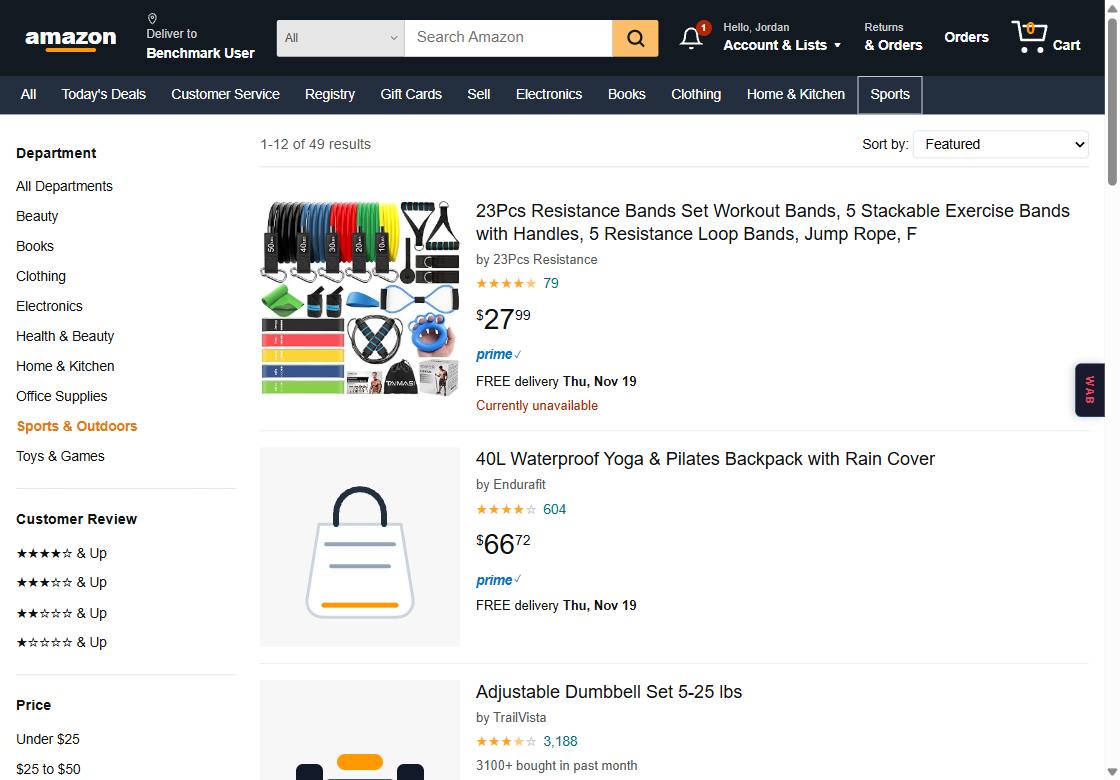 amazon
Deliver to
Benchmark User
All
Search Amazon
1
Hello, Jordan
Account & Lists
Returns
& Orders
Orders
0
Cart
All
Today's Deals
Customer Service
Registry
Gift Cards
Sell
Electronics
Books
Clothing
Home & Kitchen
Sports
Department
All Departments
Beauty
Books
Clothing
Electronics
Health & Beauty
Home & Kitchen
Office Supplies
Sports & Outdoors
Toys & Games
Customer Review
★★★★☆ & Up
★★★☆☆ & Up
★★☆☆☆ & Up
★☆☆☆☆ & Up
Price
Under $25
$25 to $50
1-12 of 49 results
Sort by:
Featured
50LBS
40LBS
30LBS
20LBS
10LBS
23Pcs Resistance Bands Set Workout Bands, 5 Stackable Exercise Bands
with Handles, 5 Resistance Loop Bands, Jump Rope, F
by 23Pcs Resistance
79
$27.99
prime✓
FREE delivery Thu, Nov 19
Currently unavailable
40L Waterproof Yoga & Pilates Backpack with Rain Cover
by Endurafit
604
$66.72
prime✓
FREE delivery Thu, Nov 19
Adjustable Dumbbell Set 5-25 lbs
by TrailVista
3,188
3100+ bought in past month
WAB